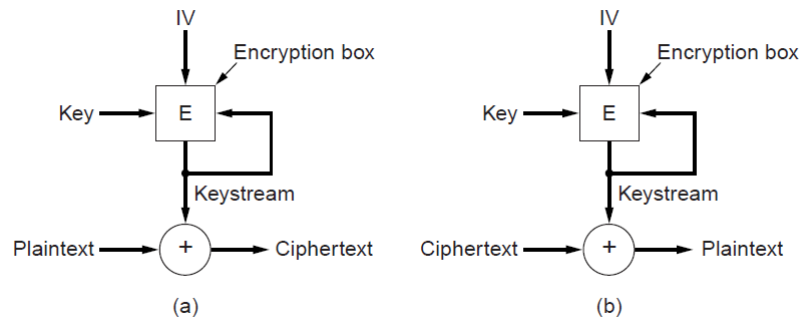 IV
Encryption box
Key
E
Keystream
Plaintext
+
Ciphertext
(a)
IV
Encryption box
Key
E
Keystream
Ciphertext
+
Plaintext
(b)